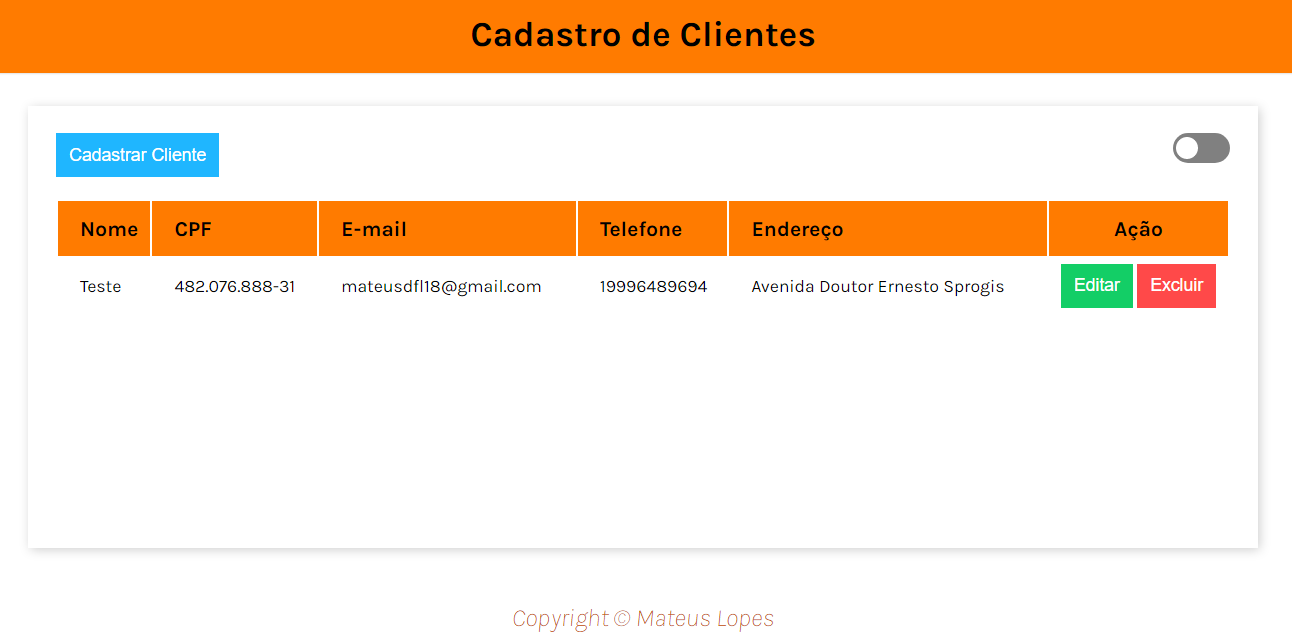 Cadastro de Clientes
Cadastrar Cliente
Nome CPF E-mail Telefone Endereço Ação
Teste 482.076.888-31 mateusdfl18@gmail.com 19996489694 Avenida Doutor Ernesto Sprogis Editar Excluir
Copyright © Mateus Lopes